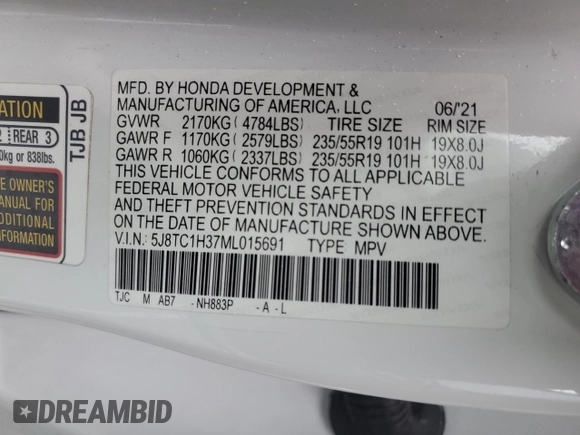 ATION
2 REAR 3
0kg or 838lbs.
E OWNER'S
ANUAL FOR
DDITIONAL
FORMATION
TJB JB
MFD. BY HONDA DEVELOPMENT &
MANUFACTURING OF AMERICA, LLC 06/'21
GVWR 2170KG (4784LBS) TIRE SIZE RIM SIZE
GAWR F 1170KG (2579LBS) 235/55R19 101H 19X8.0J
GAWR R 1060KG (2337LBS) 235/55R19 101H 19X8.0J
THIS VEHICLE CONFORMS TO ALL APPLICABLE
FEDERAL MOTOR VEHICLE SAFETY
AND THEFT PREVENTION STANDARDS IN EFFECT
ON THE DATE OF MANUFACTURE SHOWN ABOVE.
V.I.N.: 5J8TC1H37ML015691 TYPE MPV
TJC M AB7 -NH883P -A-L
DREAMBID